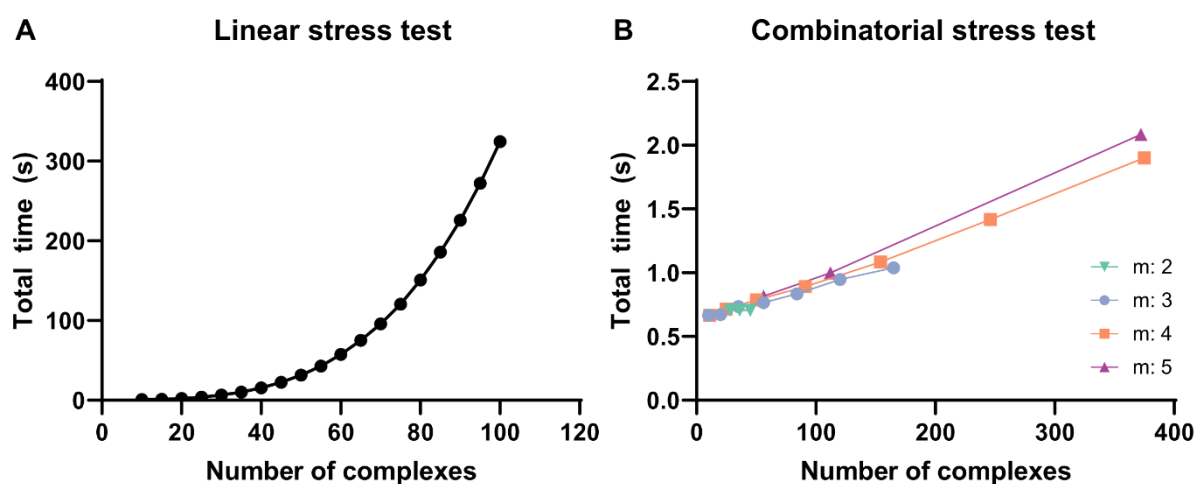 A
Linear stress test
400
300
200
100
0
Total time (s)
0 20 40 60 80 100 120
Number of complexes
B
Combinatorial stress test
2.5
2.0
1.5
1.0
0.5
0.0
Total time (s)
m: 2
m: 3
m: 4
m: 5
0 100 200 300 400
Number of complexes